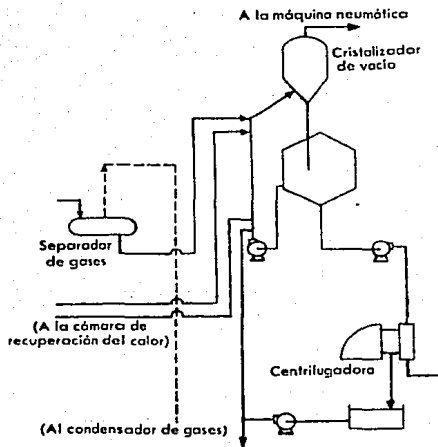 A la máquina neumática
Cristalizador
de vacío
Separador
de gases
(A la cámara de
recuperación del calor)
Centrilugadora
(Al condensador de gases)